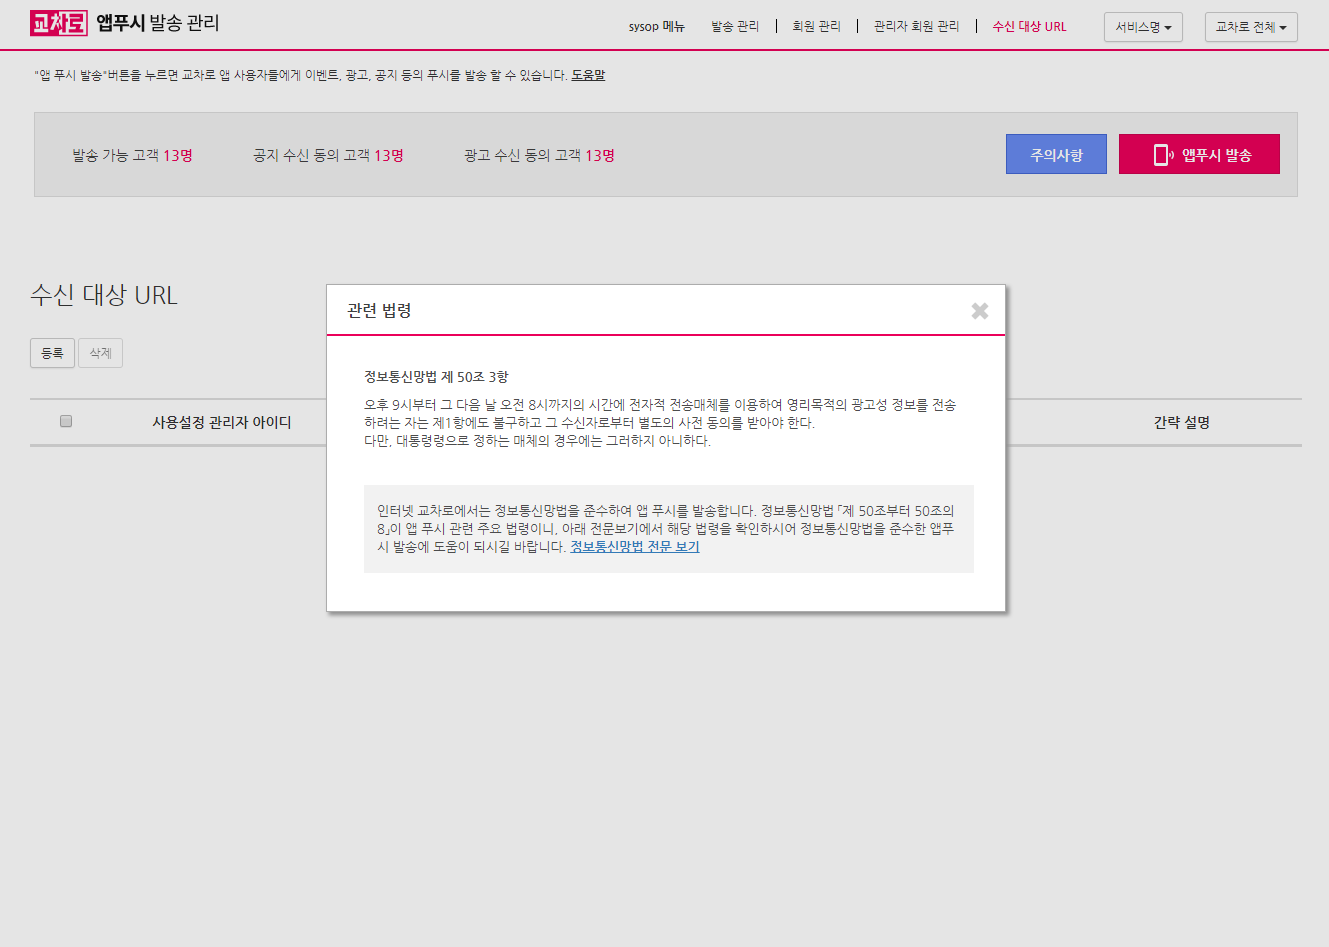 교차로 앱푸시 발송 관리
sysop 메뉴 발송 관리 회원 관리 관리자 회원 관리 수신 대상 URL 서비스명 교차로 전체
"앱 푸시 발송"버튼을 누르면 교차로 앱 사용자들에게 이벤트, 광고, 공지 등의 푸시를 발송 할 수 있습니다. 도움말
발송 가능 고객 13명 공지 수신 동의 고객 13명 광고 수신 동의 고객 13명 주의사항 앱푸시 발송
수신 대상 URL
등록 삭제
사용설정 관리자 아이디 간략 설명
관련 법령
정보통신망법 제 50조 3항
오후 9시부터 그 다음 날 오전 8시까지의 시간에 전자적 전송매체를 이용하여 영리목적의 광고성 정보를 전송
하려는 자는 제1항에도 불구하고 그 수신자로부터 별도의 사전 동의를 받아야 한다.
다만, 대통령령으로 정하는 매체의 경우에는 그러하지 아니하다.
인터넷 교차로에서는 정보통신망법을 준수하여 앱 푸시를 발송합니다. 정보통신망법 「제 50조부터 50조의
8」이 앱 푸시 관련 주요 법령이니, 아래 전문보기에서 해당 법령을 확인하시어 정보통신망법을 준수한 앱푸
시 발송에 도움이 되시길 바랍니다. 정보통신망법 전문 보기